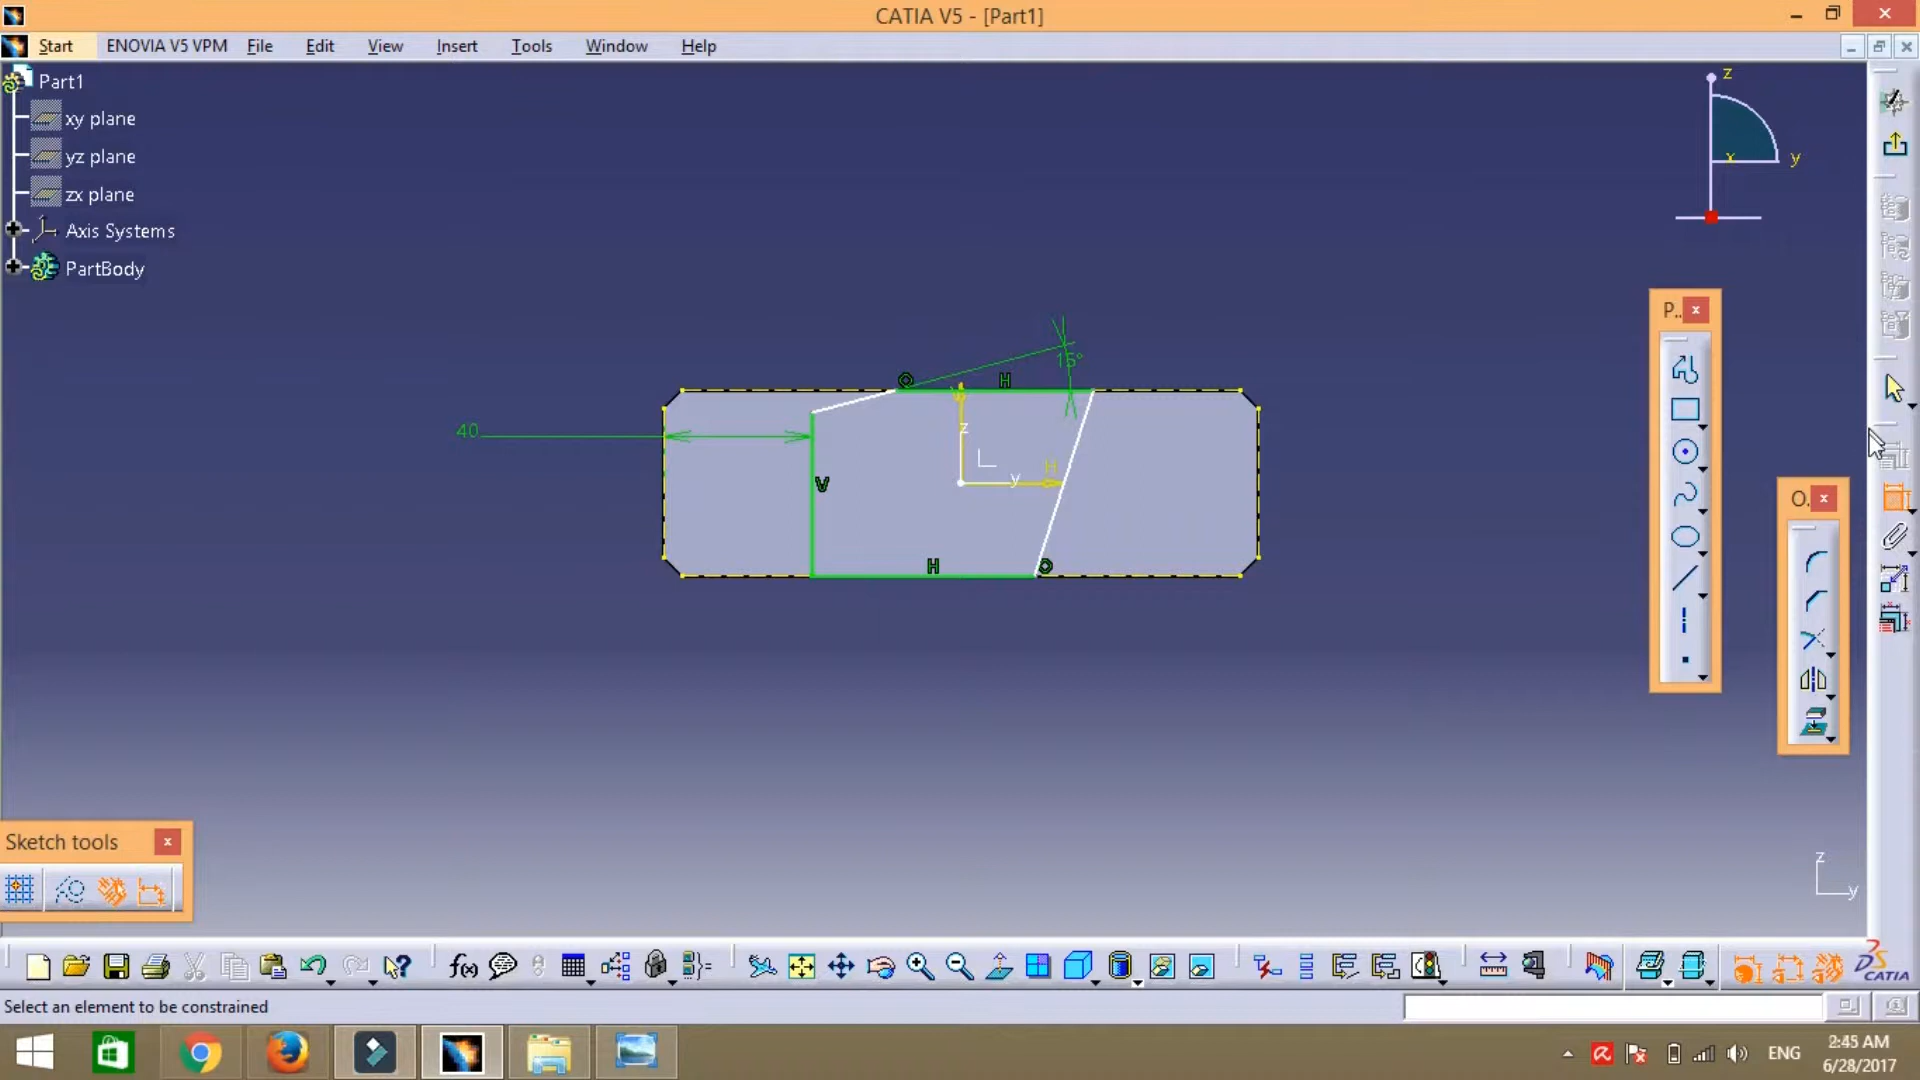 CATIA V5 - [Part1]
Start ENOVIA V5 VPM File Edit View Insert Tools Window Help
Part1
xy plane
yz plane
zx plane
Axis Systems
PartBody
z
x
y
P..
O.
15°
H
40
z
H
y
V
H
Sketch tools
z
y
f(x)
DS
CATIA
Select an element to be constrained
ENG
2:45 AM
6/28/2017